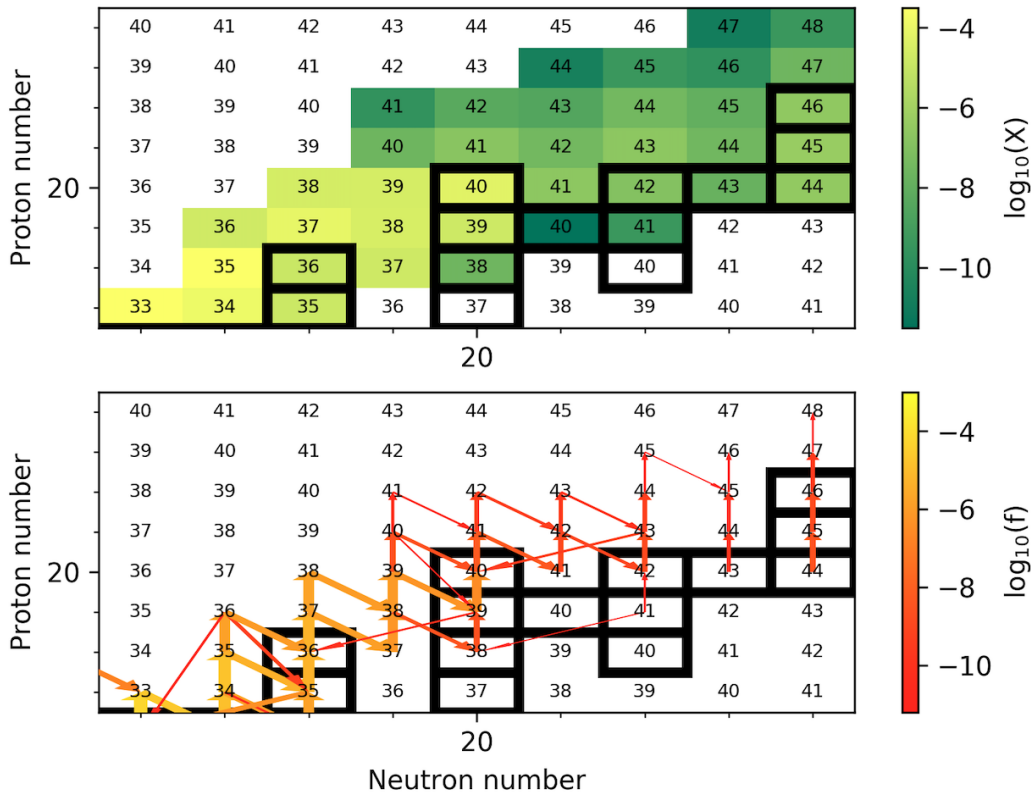 40 41 42 43 44 45 46 47 48
39 40 41 42 43 44 45 46 47
38 39 40 41 42 43 44 45 46
37 38 39 40 41 42 43 44 45
20 36 37 38 39 40 41 42 43 44
35 36 37 38 39 40 41 42 43
34 35 36 37 38 39 40 41 42
33 34 35 36 37 38 39 40 41
20
Proton number
−4
−6
−8
−10
log₁₀(X)
40 41 42 43 44 45 46 47 48
39 40 41 42 43 44 45 46 47
38 39 40 41 42 43 44 45 46
37 38 39 40 41 42 43 44 45
20 36 37 38 39 40 41 42 43 44
35 36 37 38 39 40 41 42 43
34 35 36 37 38 39 40 41 42
33 34 35 36 37 38 39 40 41
20
Proton number
Neutron number
−4
−6
−8
−10
log₁₀(f)